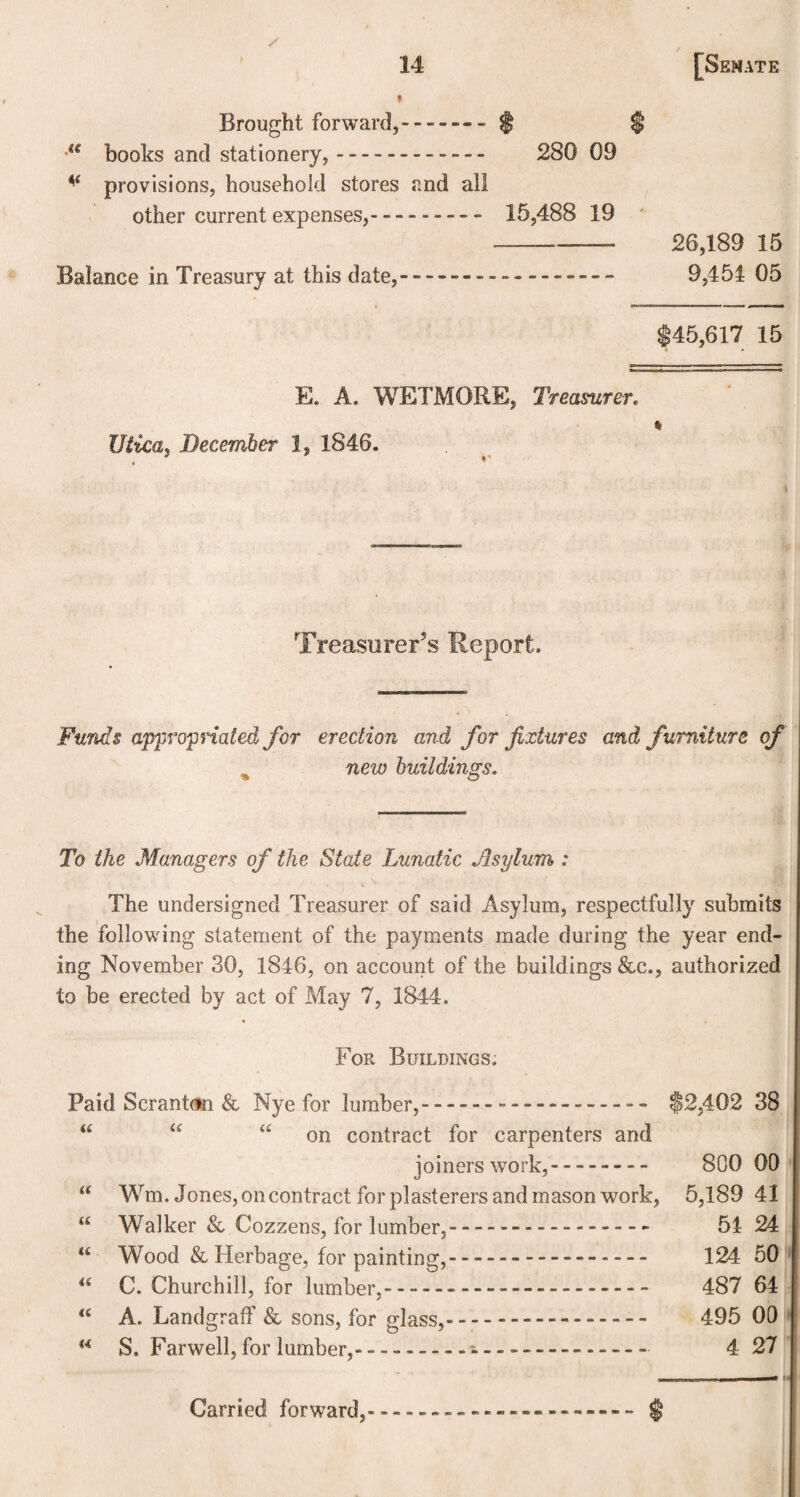 14 [SENATE
Brought forward,------- $ $
“ books and stationery,------------ 280 09
“ provisions, household stores and all
other current expenses,--------- 15,488 19
26,189 15
Balance in Treasury at this date,------------------ 9,451 05
$45,617 15
E. A. WETMORE, Treasurer.
Utica, December 1, 1846.
Treasurer’s Report.
Funds appropriated for erection and for fixtures and furniture of
new buildings.
To the Managers of the State Lunatic Asylum :
The undersigned Treasurer of said Asylum, respectfully submits
the following statement of the payments made during the year end-
ing November 30, 1846, on account of the buildings &c., authorized
to be erected by act of May 7, 1844.
FOR BUILDINGS.
Paid Scranton & Nye for lumber,------------------- $2,402 38
“ “ “ on contract for carpenters and
joiners work,-------- 800 00
“ Wm. Jones, on contract for plasterers and mason work, 5,189 41
“ Walker & Cozzens, for lumber,----------------- 51 24
“ Wood & Herbage, for painting,----------------- 124 50
“ C. Churchill, for lumber,---------------------- 487 64
“ A. Landgraff & sons, for glass,----------------- 495 00
“ S. Farwell, for lumber,------------------------ 4 27
Carried forward,---------------------- $